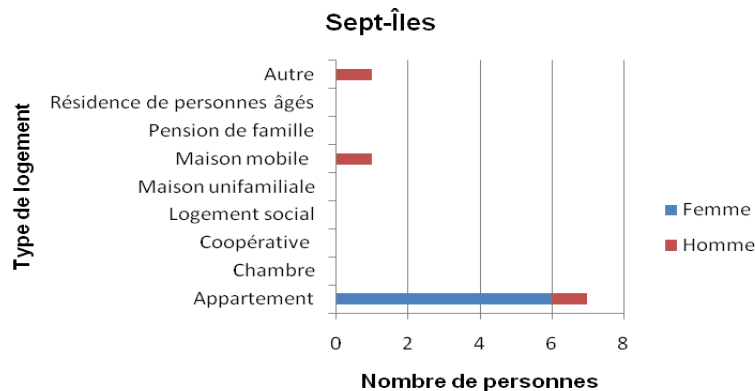 Sept-Îles
Type de logement
Autre
Résidence de personnes âgés
Pension de famille
Maison mobile
Maison unifamiliale
Logement social
Coopérative
Chambre
Appartement
0 2 4 6 8
Nombre de personnes
Femme
Homme